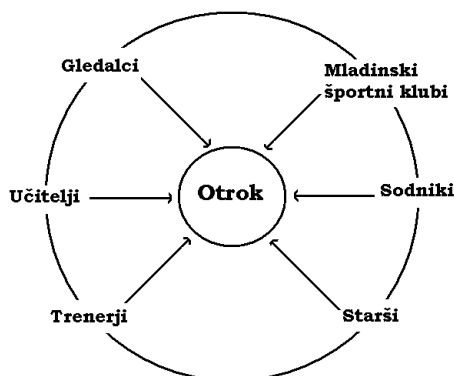 Gledalci
Mladinski
športni klubi
Učitelji
Otrok
Sodniki
Trenerji
Starši